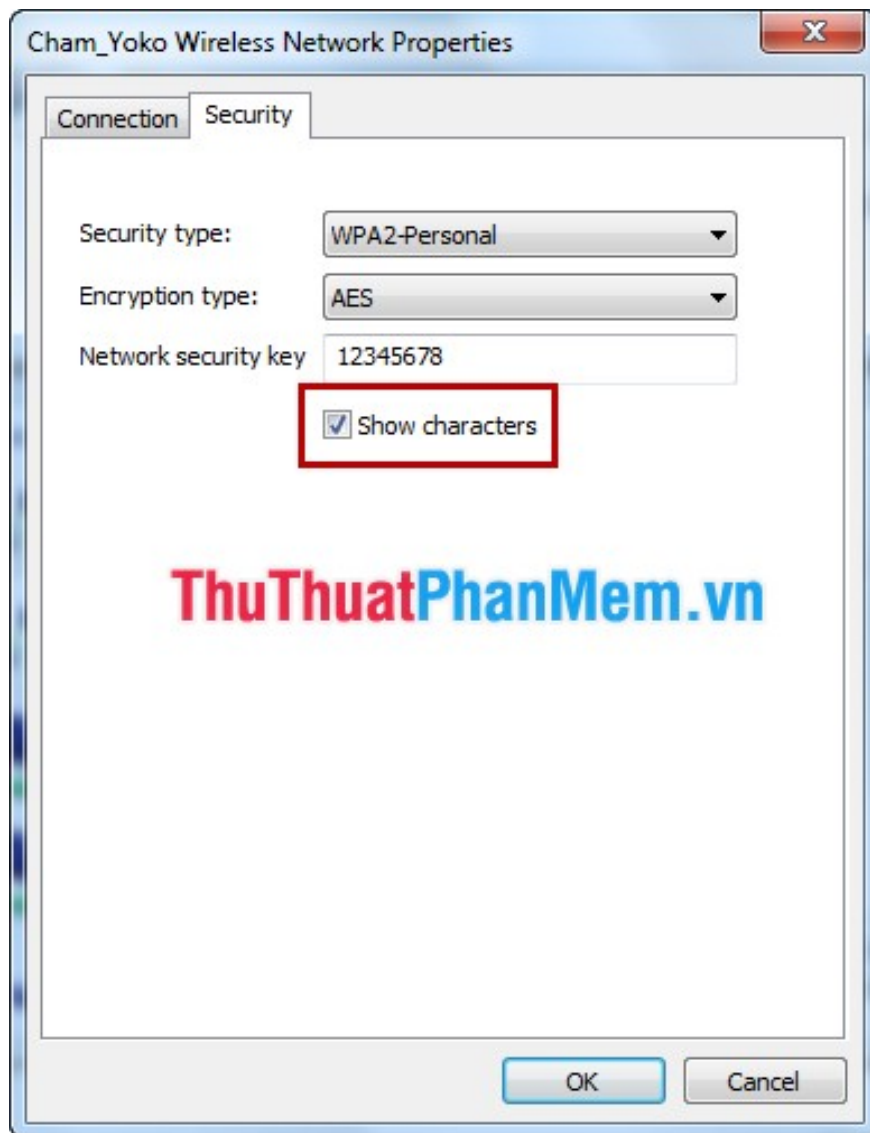 Cham_Yoko Wireless Network Properties
Connection Security
Security type: WPA2-Personal
Encryption type: AES
Network security key 12345678
Show characters
ThuThuatPhanMem.vn
OK Cancel